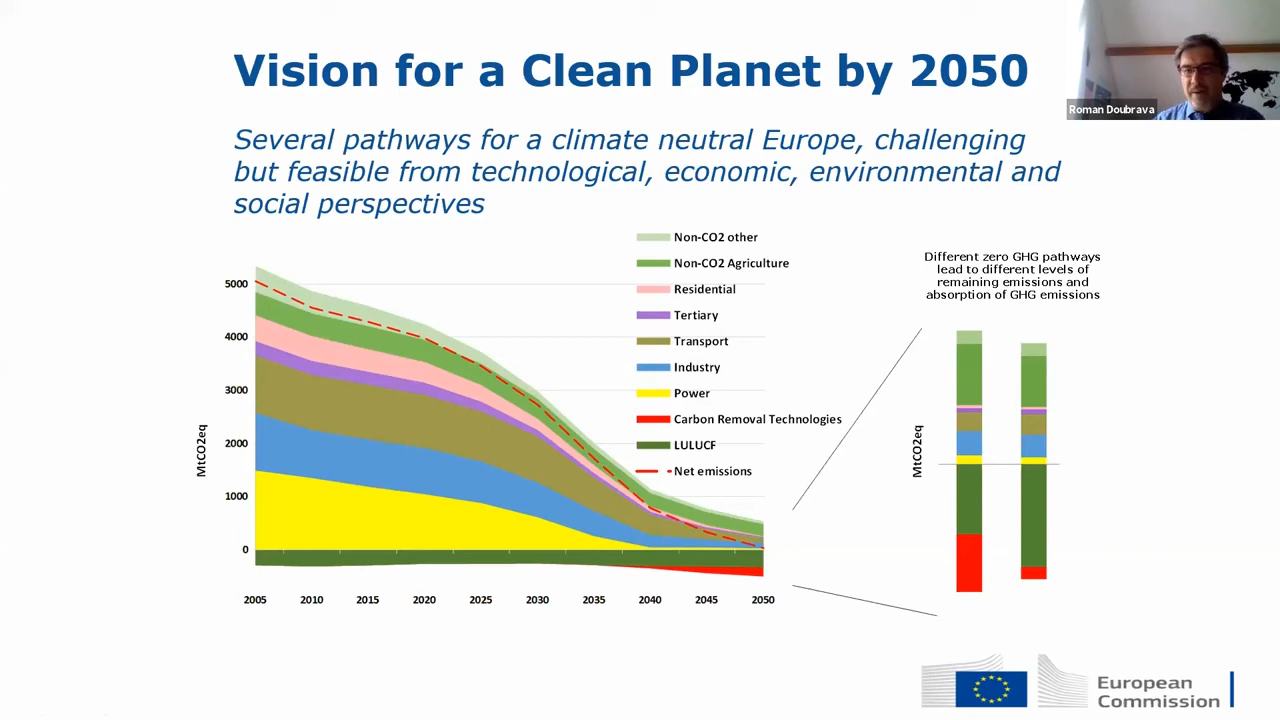 Vision for a Clean Planet by 2050
Roman Doubrava
Several pathways for a climate neutral Europe, challenging
but feasible from technological, economic, environmental and
social perspectives
Non-CO2 other
Non-CO2 Agriculture
Residential
Tertiary
Transport
Industry
Power
Carbon Removal Technologies
LULUCF
Net emissions
5000
4000
3000
2000
1000
0
MtCO2eq
2005 2010 2015 2020 2025 2030 2035 2040 2045 2050
Different zero GHG pathways
lead to different levels of
remaining emissions and
absorption of GHG emissions
MtCO2eq
European
Commission